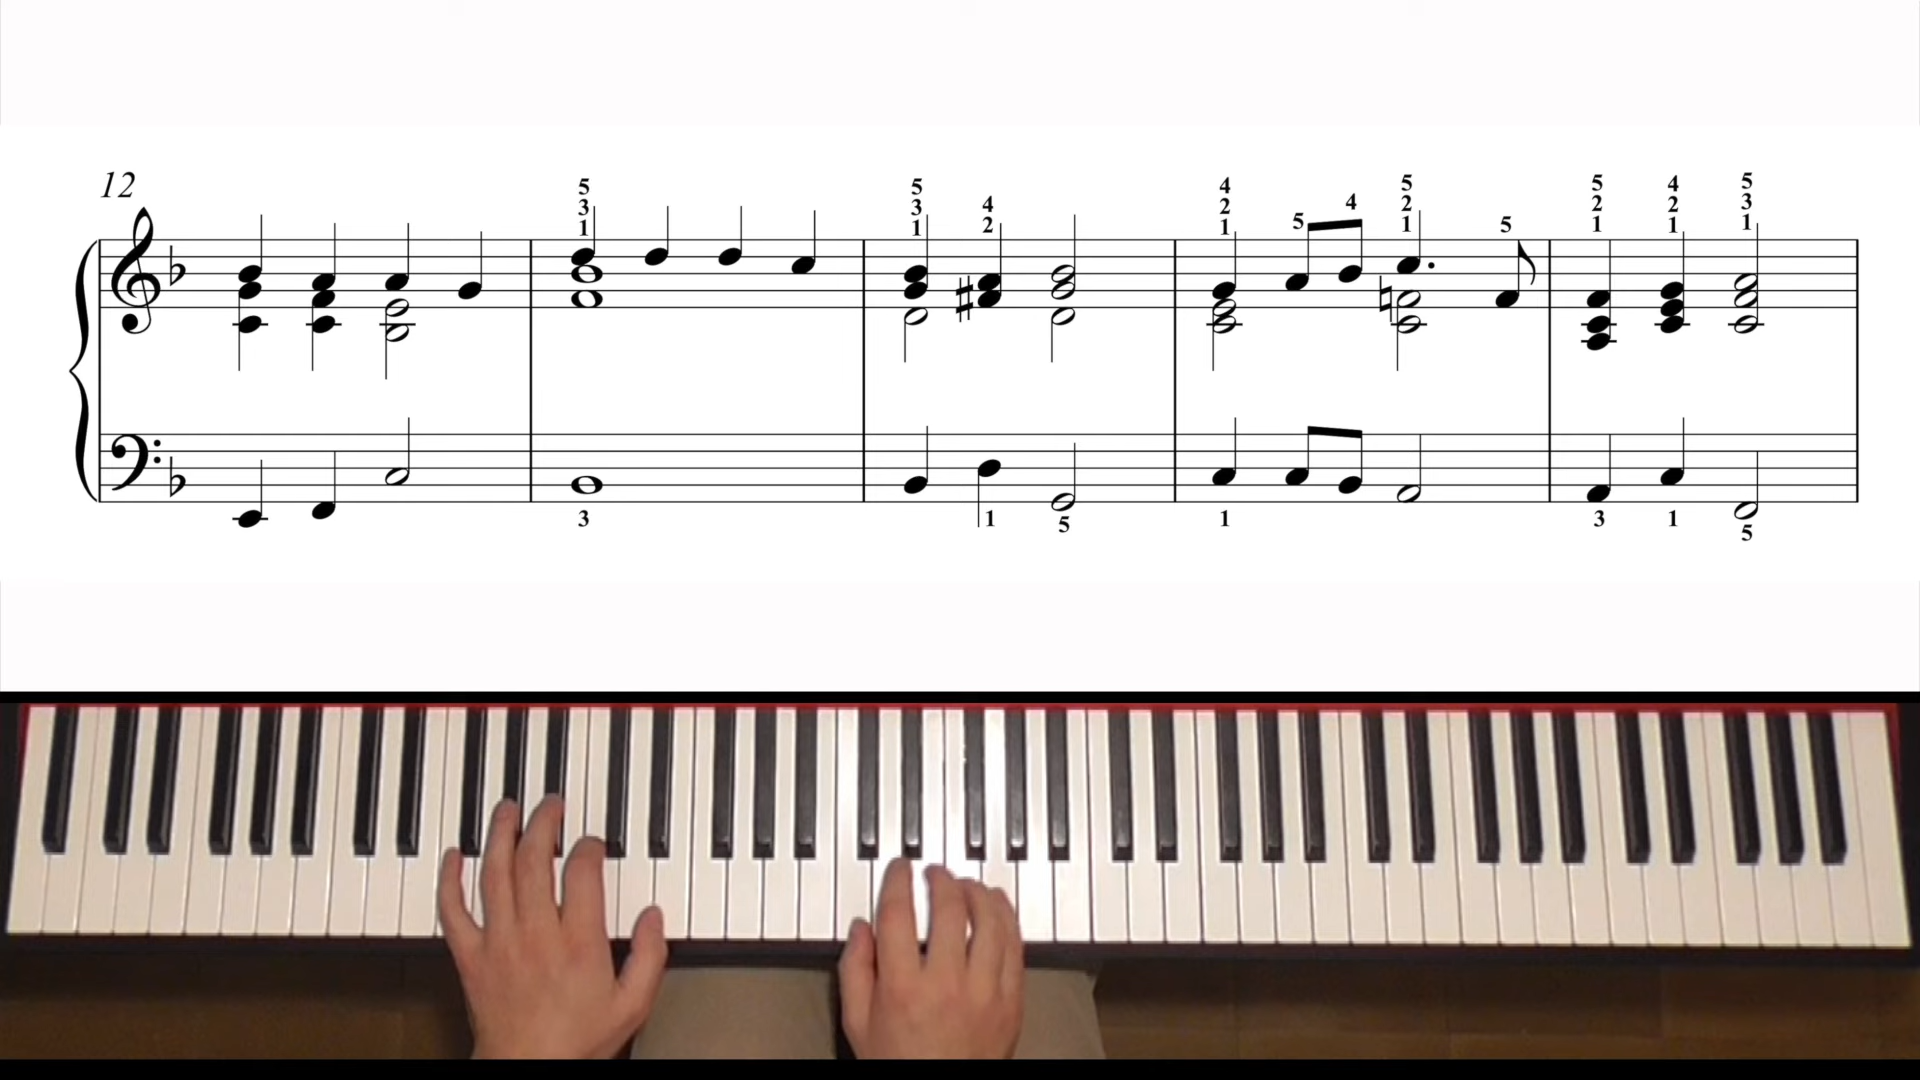 12
5 5 4 5 5 4 5
3 3 4 2 4 2 2 2 3
1 1 2 1 5 1 5 1 1 1
3 1 5 1 3 1 5